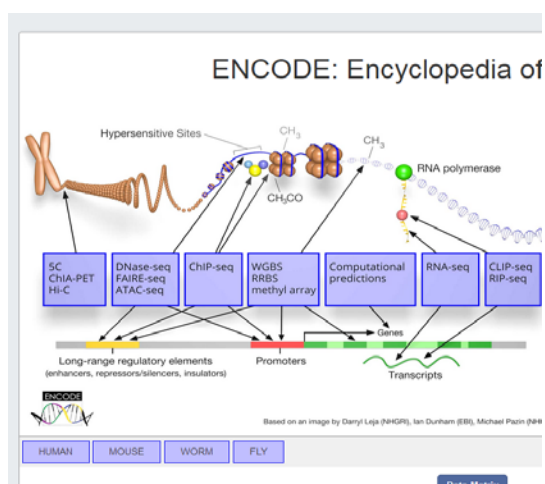 ENCODE: Encyclopedia of
Hypersensitive Sites
CH3
CH3
RNA polymerase
CH3CO
5C
ChIA-PET
Hi-C
DNase-seq
FAIRE-seq
ATAC-seq
ChIP-seq
WGBS
RRBS
methyl array
Computational
predictions
RNA-seq
CLIP-seq
RIP-seq
Genes
Long-range regulatory elements
(enhancers, repressors/silencers, insulators)
Promoters
Transcripts
ENCODE
Based on an image by Darryl Leja (NHGRI), Ian Dunham (EBI), Michael Pazin (NH
HUMAN
MOUSE
WORM
FLY
Data Matrix